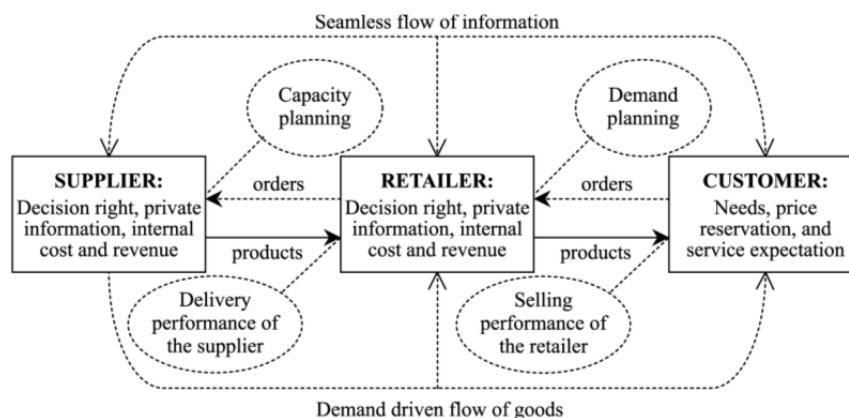 Seamless flow of information
Capacity
planning
Demand
planning
SUPPLIER:
Decision right, private
information, internal
cost and revenue
orders
products
RETAILER:
Decision right, private
information, internal
cost and revenue
orders
products
CUSTOMER:
Needs, price
reservation, and
service expectation
Delivery
performance of
the supplier
Selling
performance of
the retailer
Demand driven flow of goods